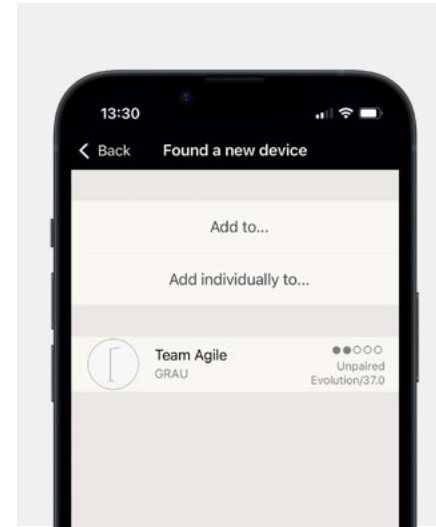 13:30
Back Found a new device
Add to...
Add individually to...
Team Agile
GRAU
Unpaired
Evolution/37.0